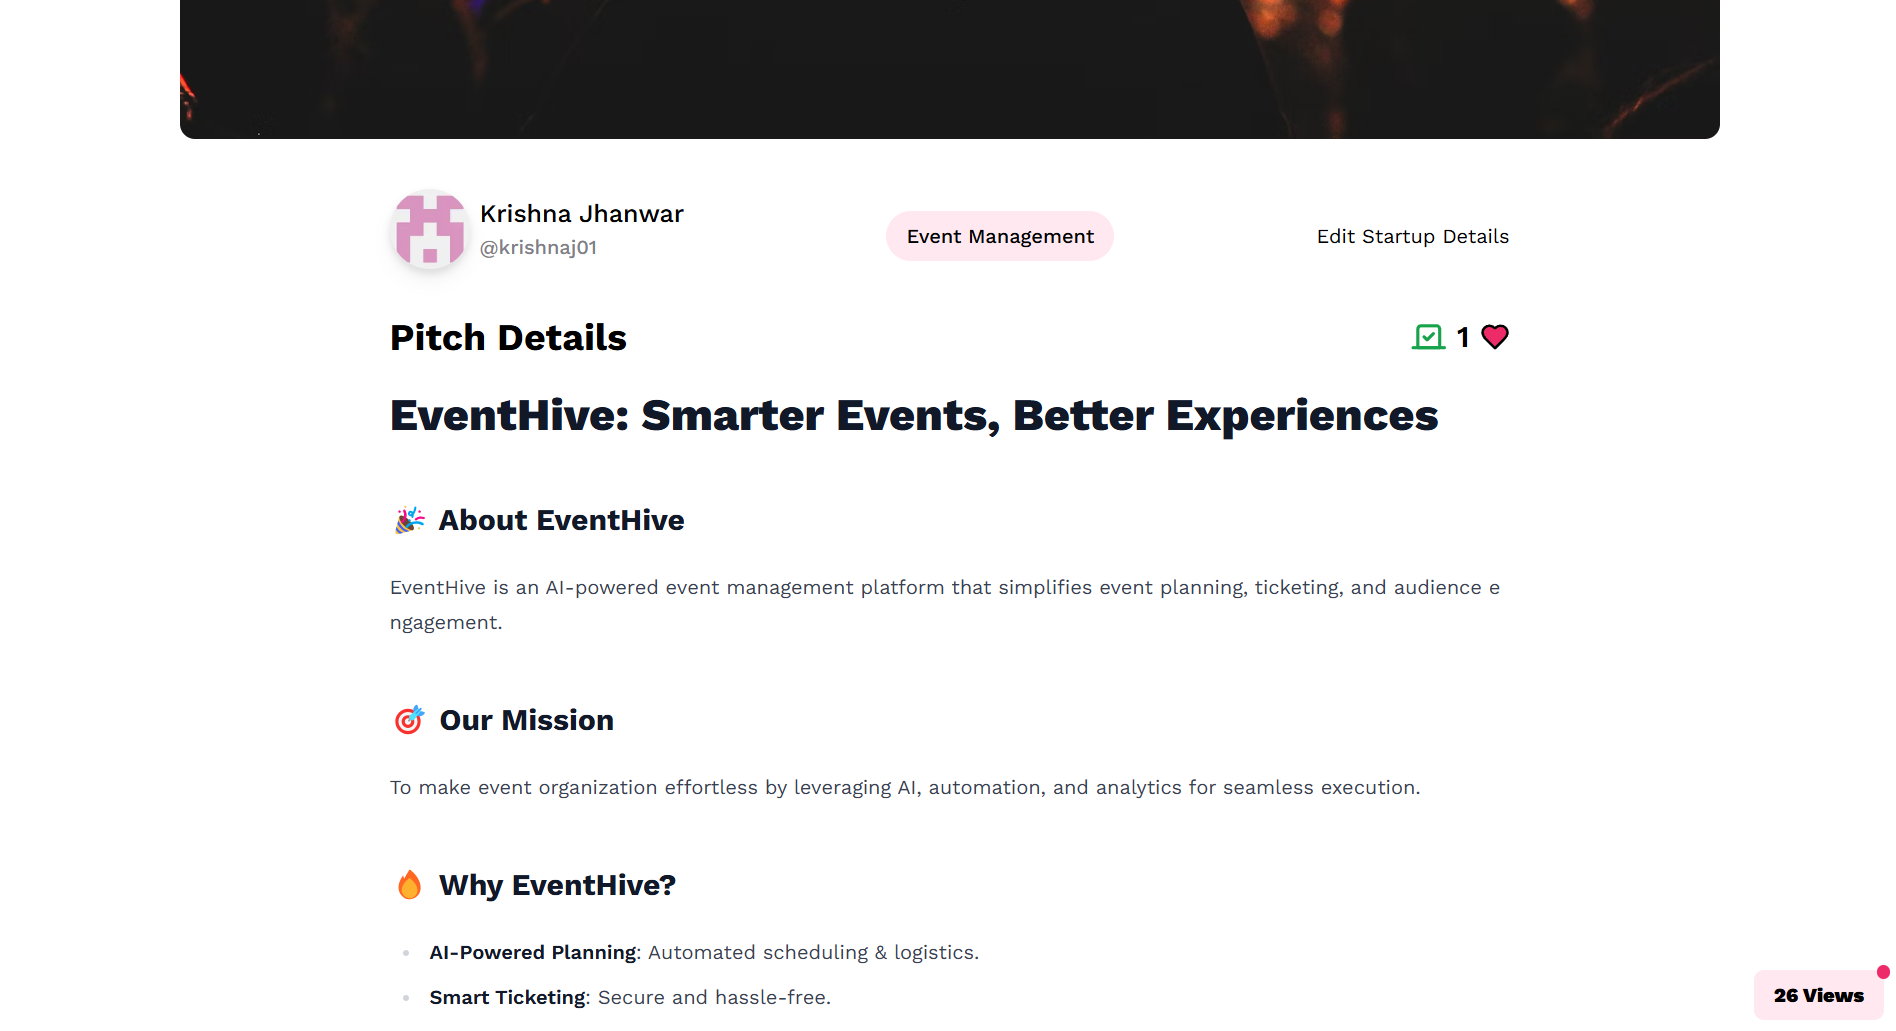 Krishna Jhanwar
@krishnaj01
Event Management
Edit Startup Details
Pitch Details
1
EventHive: Smarter Events, Better Experiences
🎉 About EventHive
EventHive is an AI-powered event management platform that simplifies event planning, ticketing, and audience e
ngagement.
🎯 Our Mission
To make event organization effortless by leveraging AI, automation, and analytics for seamless execution.
🔥 Why EventHive?
• AI-Powered Planning: Automated scheduling & logistics.
• Smart Ticketing: Secure and hassle-free.
26 Views